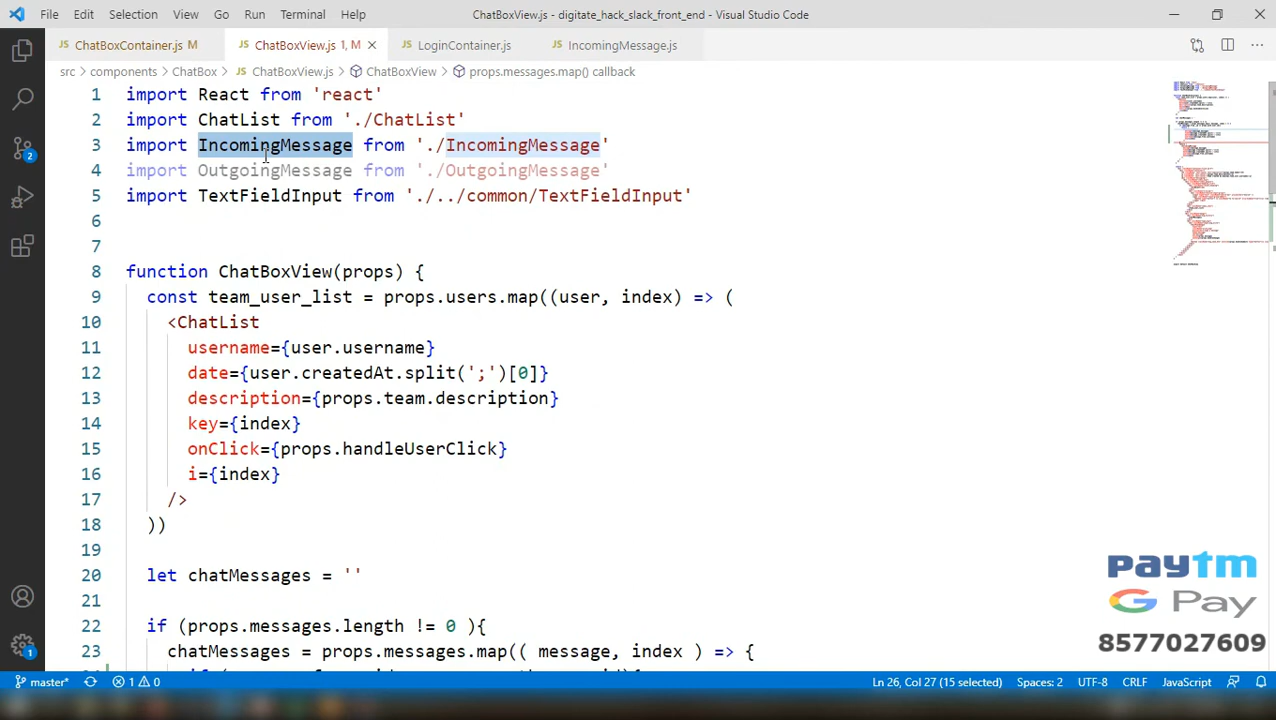 File Edit Selection View Go Run Terminal Help ChatBoxView.js - digitate_hack_slack_front_end - Visual Studio Code
ChatBoxContainer.js M ChatBoxView.js 1, M LoginContainer.js IncomingMessage.js
src > components > ChatBox > ChatBoxView.js > ChatBoxView > props.messages.map() callback
1 import React from 'react'
2 import ChatList from './ChatList'
3 import IncomingMessage from './IncomingMessage'
4 import OutgoingMessage from './OutgoingMessage'
5 import TextFieldInput from './../common/TextFieldInput'
6
7
8 function ChatBoxView(props) {
9 const team_user_list = props.users.map((user, index) => (
10 <ChatList
11 username={user.username}
12 date={user.createdAt.split(';')[0]}
13 description={props.team.description}
14 key={index}
15 onClick={props.handleUserClick}
16 i={index}
17 />
18 ))
19
20 let chatMessages = ''
21
22 if (props.messages.length != 0 ){
23 chatMessages = props.messages.map(( message, index ) => {
2
1
paytm
G Pay
8577027609
master* 1 0 Ln 26, Col 27 (15 selected) Spaces: 2 UTF-8 CRLF JavaScript